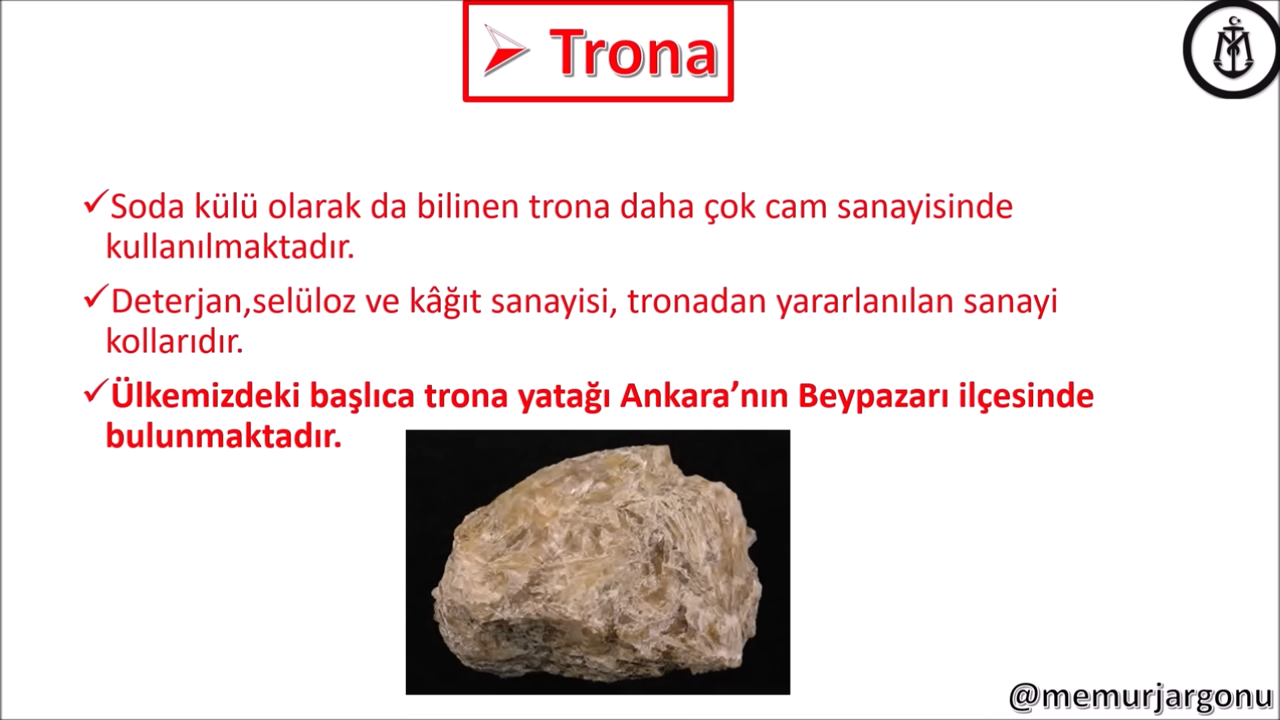 Trona
Soda külü olarak da bilinen trona daha çok cam sanayisinde
kullanılmaktadır.
Deterjan,selüloz ve kâğıt sanayisi, tronadan yararlanılan sanayi
kollarıdır.
Ülkemizdeki başlıca trona yatağı Ankara’nın Beypazarı ilçesinde
bulunmaktadır.
@memurjargonu